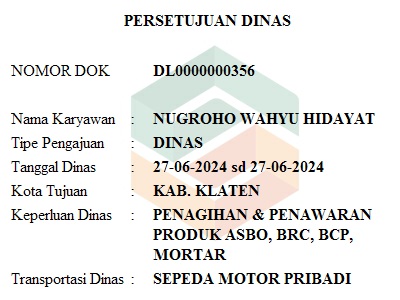 PERSETUJUAN DINAS
NOMOR DOK DL0000000356
Nama Karyawan : NUGROHO WAHYU HIDAYAT
Tipe Pengajuan : DINAS
Tanggal Dinas : 27-06-2024 sd 27-06-2024
Kota Tujuan : KAB. KLATEN
Keperluan Dinas : PENAGIHAN & PENAWARAN
PRODUK ASBO, BRC, BCP,
MORTAR
Transportasi Dinas : SEPEDA MOTOR PRIBADI